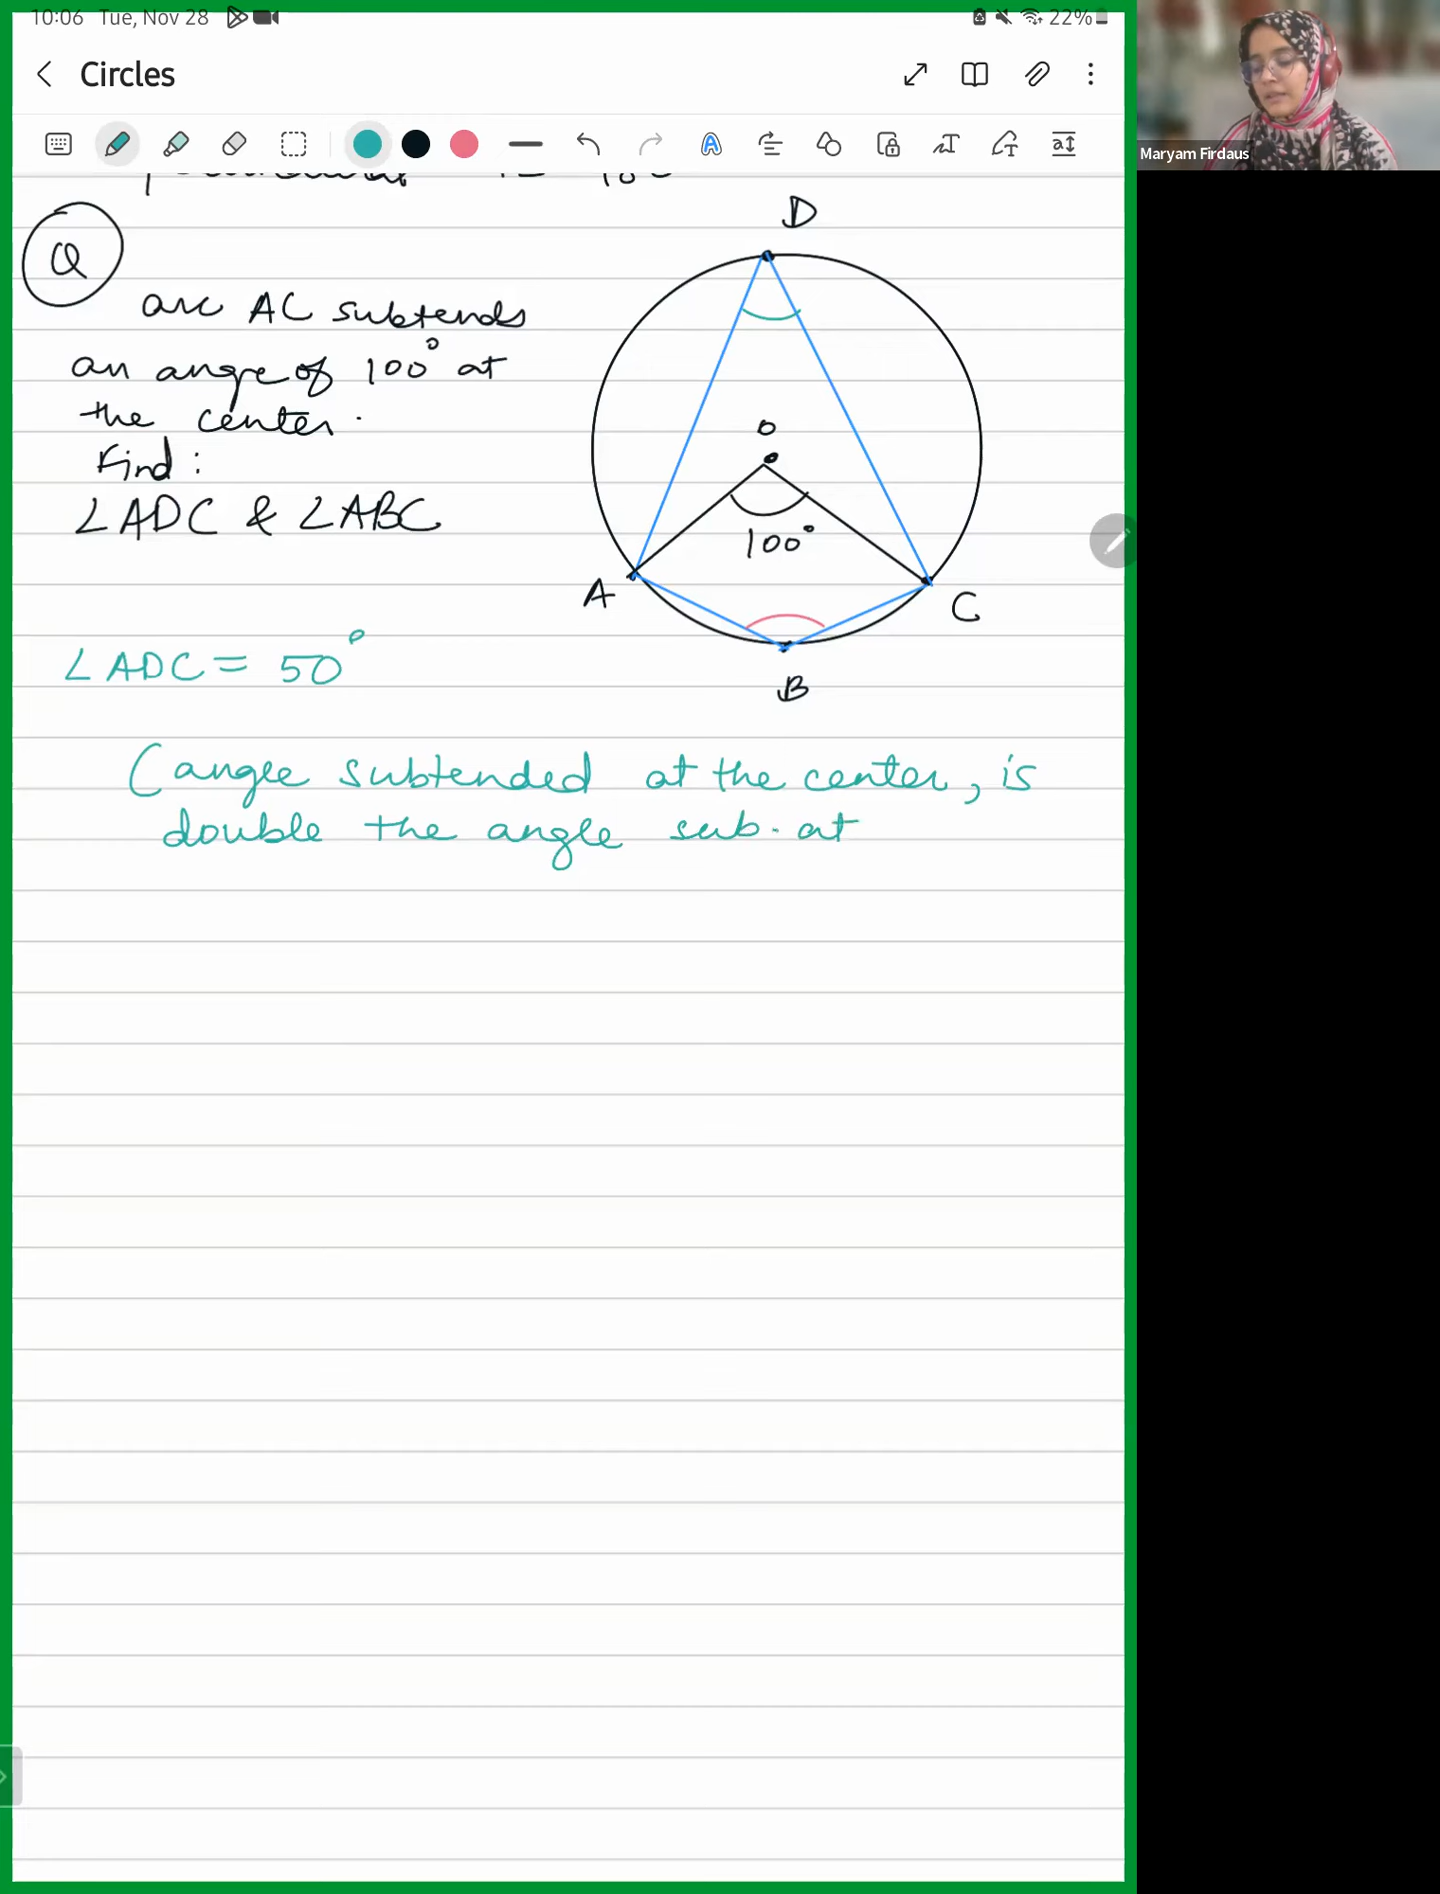 10:06 Tue, Nov 28
22%
Circles
Maryam Firdaus
Q
arc AC subtends
an angle of 100° at
the center.
Find:
∠ADC & ∠ABC
D
O
100°
A
C
B
∠ADC = 50°
(angle subtended at the center, is
double the angle sub. at